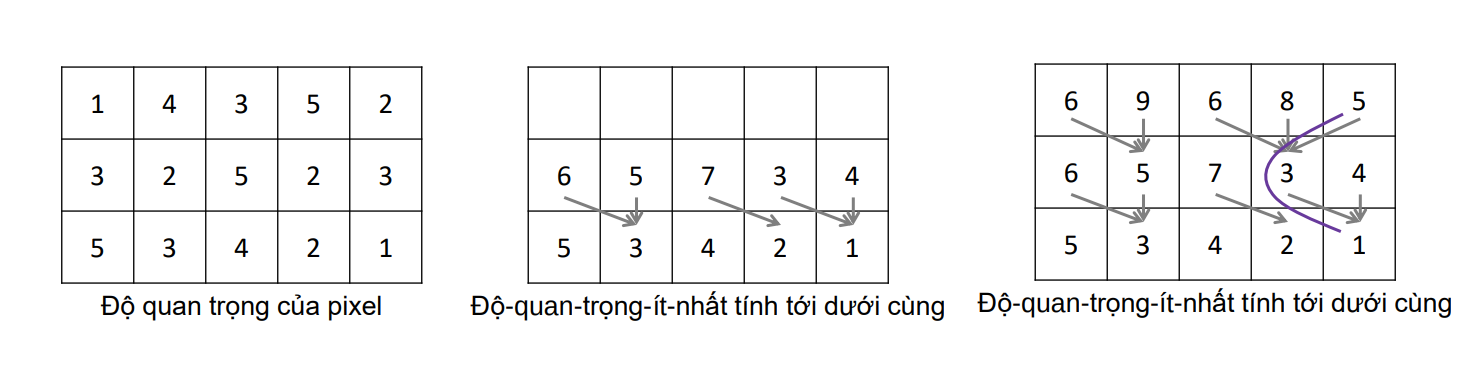 1 4 3 5 2
3 2 5 2 3
5 3 4 2 1
Độ quan trọng của pixel
6 5 7 3 4
5 3 4 2 1
Độ-quan-trọng-ít-nhất tính tới dưới cùng
6 9 6 8 5
6 5 7 3 4
5 3 4 2 1
Độ-quan-trọng-ít-nhất tính tới dưới cùng